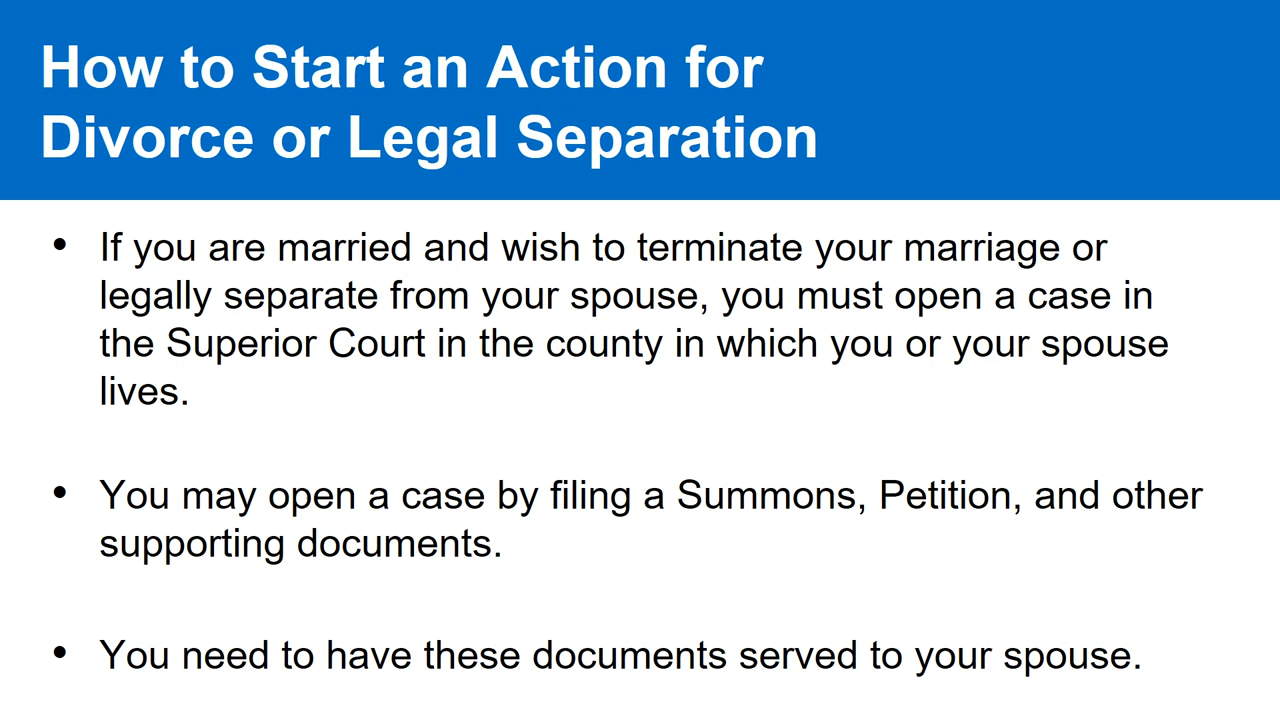 How to Start an Action for
Divorce or Legal Separation
• If you are married and wish to terminate your marriage or
legally separate from your spouse, you must open a case in
the Superior Court in the county in which you or your spouse
lives.
• You may open a case by filing a Summons, Petition, and other
supporting documents.
• You need to have these documents served to your spouse.